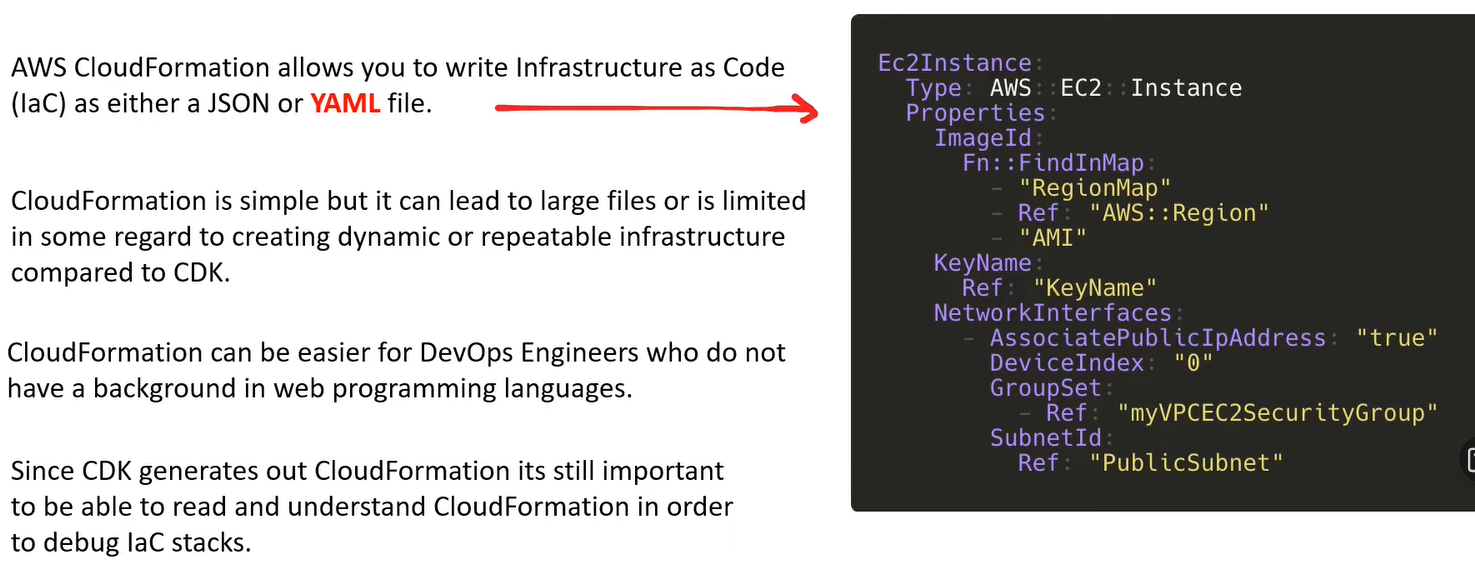 AWS CloudFormation allows you to write Infrastructure as Code
(IaC) as either a JSON or YAML file.
CloudFormation is simple but it can lead to large files or is limited
in some regard to creating dynamic or repeatable infrastructure
compared to CDK.
CloudFormation can be easier for DevOps Engineers who do not
have a background in web programming languages.
Since CDK generates out CloudFormation its still important
to be able to read and understand CloudFormation in order
to debug IaC stacks.
Ec2Instance:
  Type: AWS::EC2::Instance
  Properties:
    ImageId:
      Fn::FindInMap:
        - "RegionMap"
        - Ref: "AWS::Region"
        - "AMI"
    KeyName:
      Ref: "KeyName"
    NetworkInterfaces:
      - AssociatePublicIpAddress: "true"
        DeviceIndex: "0"
        GroupSet:
          - Ref: "myVPCEC2SecurityGroup"
        SubnetId:
          Ref: "PublicSubnet"